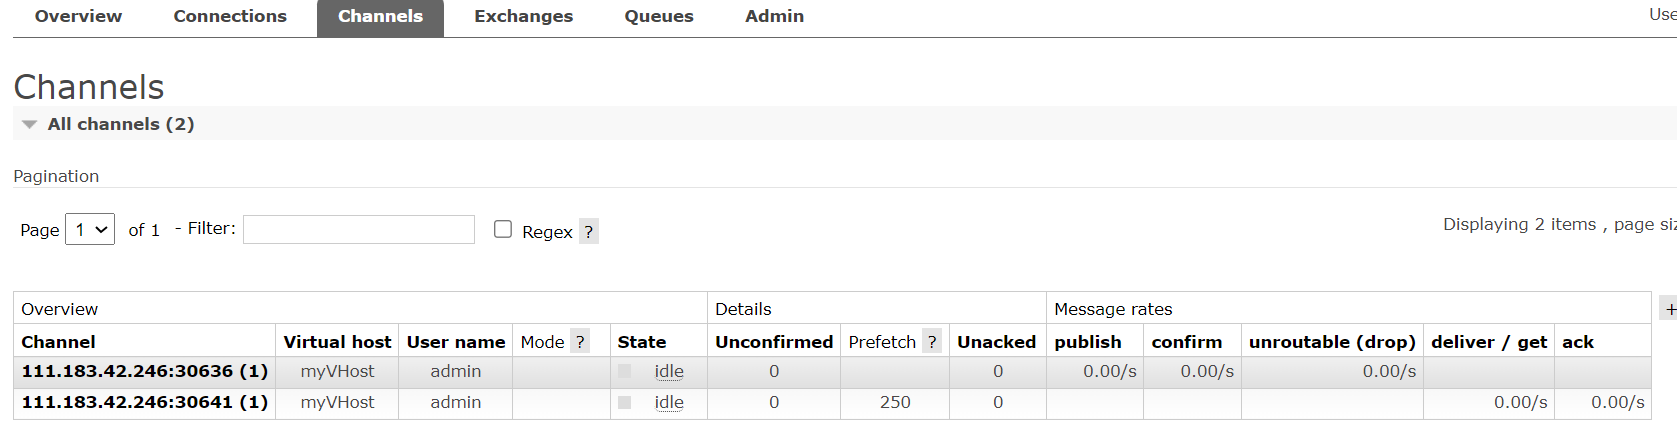 Overview Connections Channels Exchanges Queues Admin
Channels
All channels (2)
Pagination
Page 1 of 1 - Filter: Regex ? Displaying 2 items , page
Overview Details Message rates +
Channel Virtual host User name Mode ? State Unconfirmed Prefetch ? Unacked publish confirm unroutable (drop) deliver / get ack
111.183.42.246:30636 (1) myVHost admin idle 0 0 0.00/s 0.00/s 0.00/s
111.183.42.246:30641 (1) myVHost admin idle 0 250 0 0.00/s 0.00/s